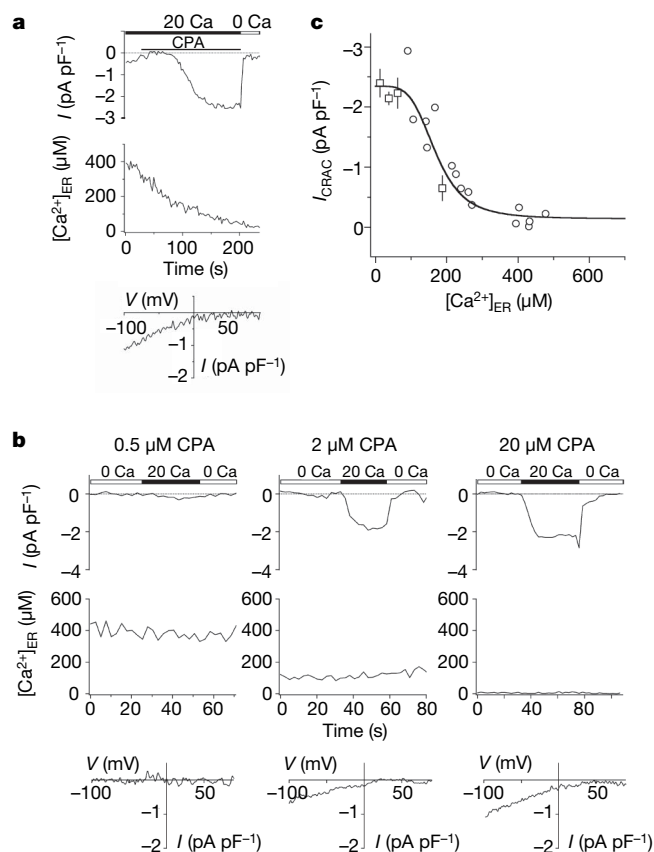 a
20 Ca 0 Ca
CPA
I (pA pF⁻¹)
0
−1
−2
−3
[Ca²⁺]ER (µM)
400
200
0
0 100 200
Time (s)
V (mV)
−100 50
−1
−2
I (pA pF⁻¹)
c
ICRAC (pA pF⁻¹)
−3
−2
−1
0
0 200 400 600
[Ca²⁺]ER (µM)
b
0.5 µM CPA 2 µM CPA 20 µM CPA
0 Ca 20 Ca 0 Ca 0 Ca 20 Ca 0 Ca 0 Ca 20 Ca 0 Ca
I (pA pF⁻¹)
0 0 0
−2 −2 −2
−4 −4 −4
[Ca²⁺]ER (µM)
600 600 600
400 400 400
200 200 200
0 0 0
0 20 40 60 0 20 40 60 80 0 50 100
Time (s)
V (mV) V (mV) V (mV)
−100 50 −100 50 −100 50
−1 −1 −1
−2 I (pA pF⁻¹) −2 I (pA pF⁻¹) −2 I (pA pF⁻¹)